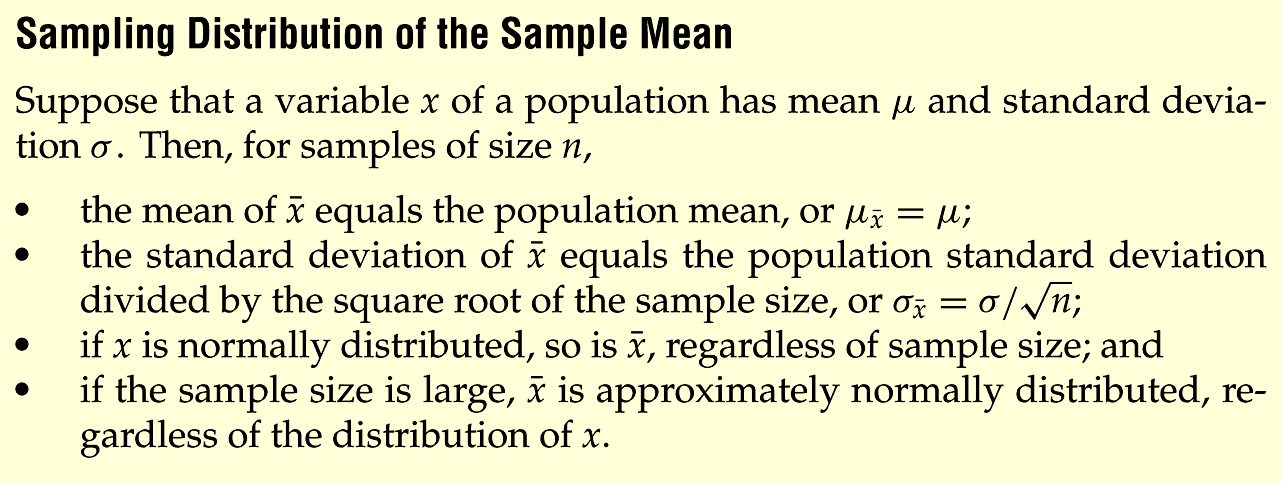 Sampling Distribution of the Sample Mean
Suppose that a variable x of a population has mean μ and standard devia-
tion σ. Then, for samples of size n,
• the mean of x̄ equals the population mean, or μx̄ = μ;
• the standard deviation of x̄ equals the population standard deviation
divided by the square root of the sample size, or σx̄ = σ/√n;
• if x is normally distributed, so is x̄, regardless of sample size; and
• if the sample size is large, x̄ is approximately normally distributed, re-
gardless of the distribution of x.